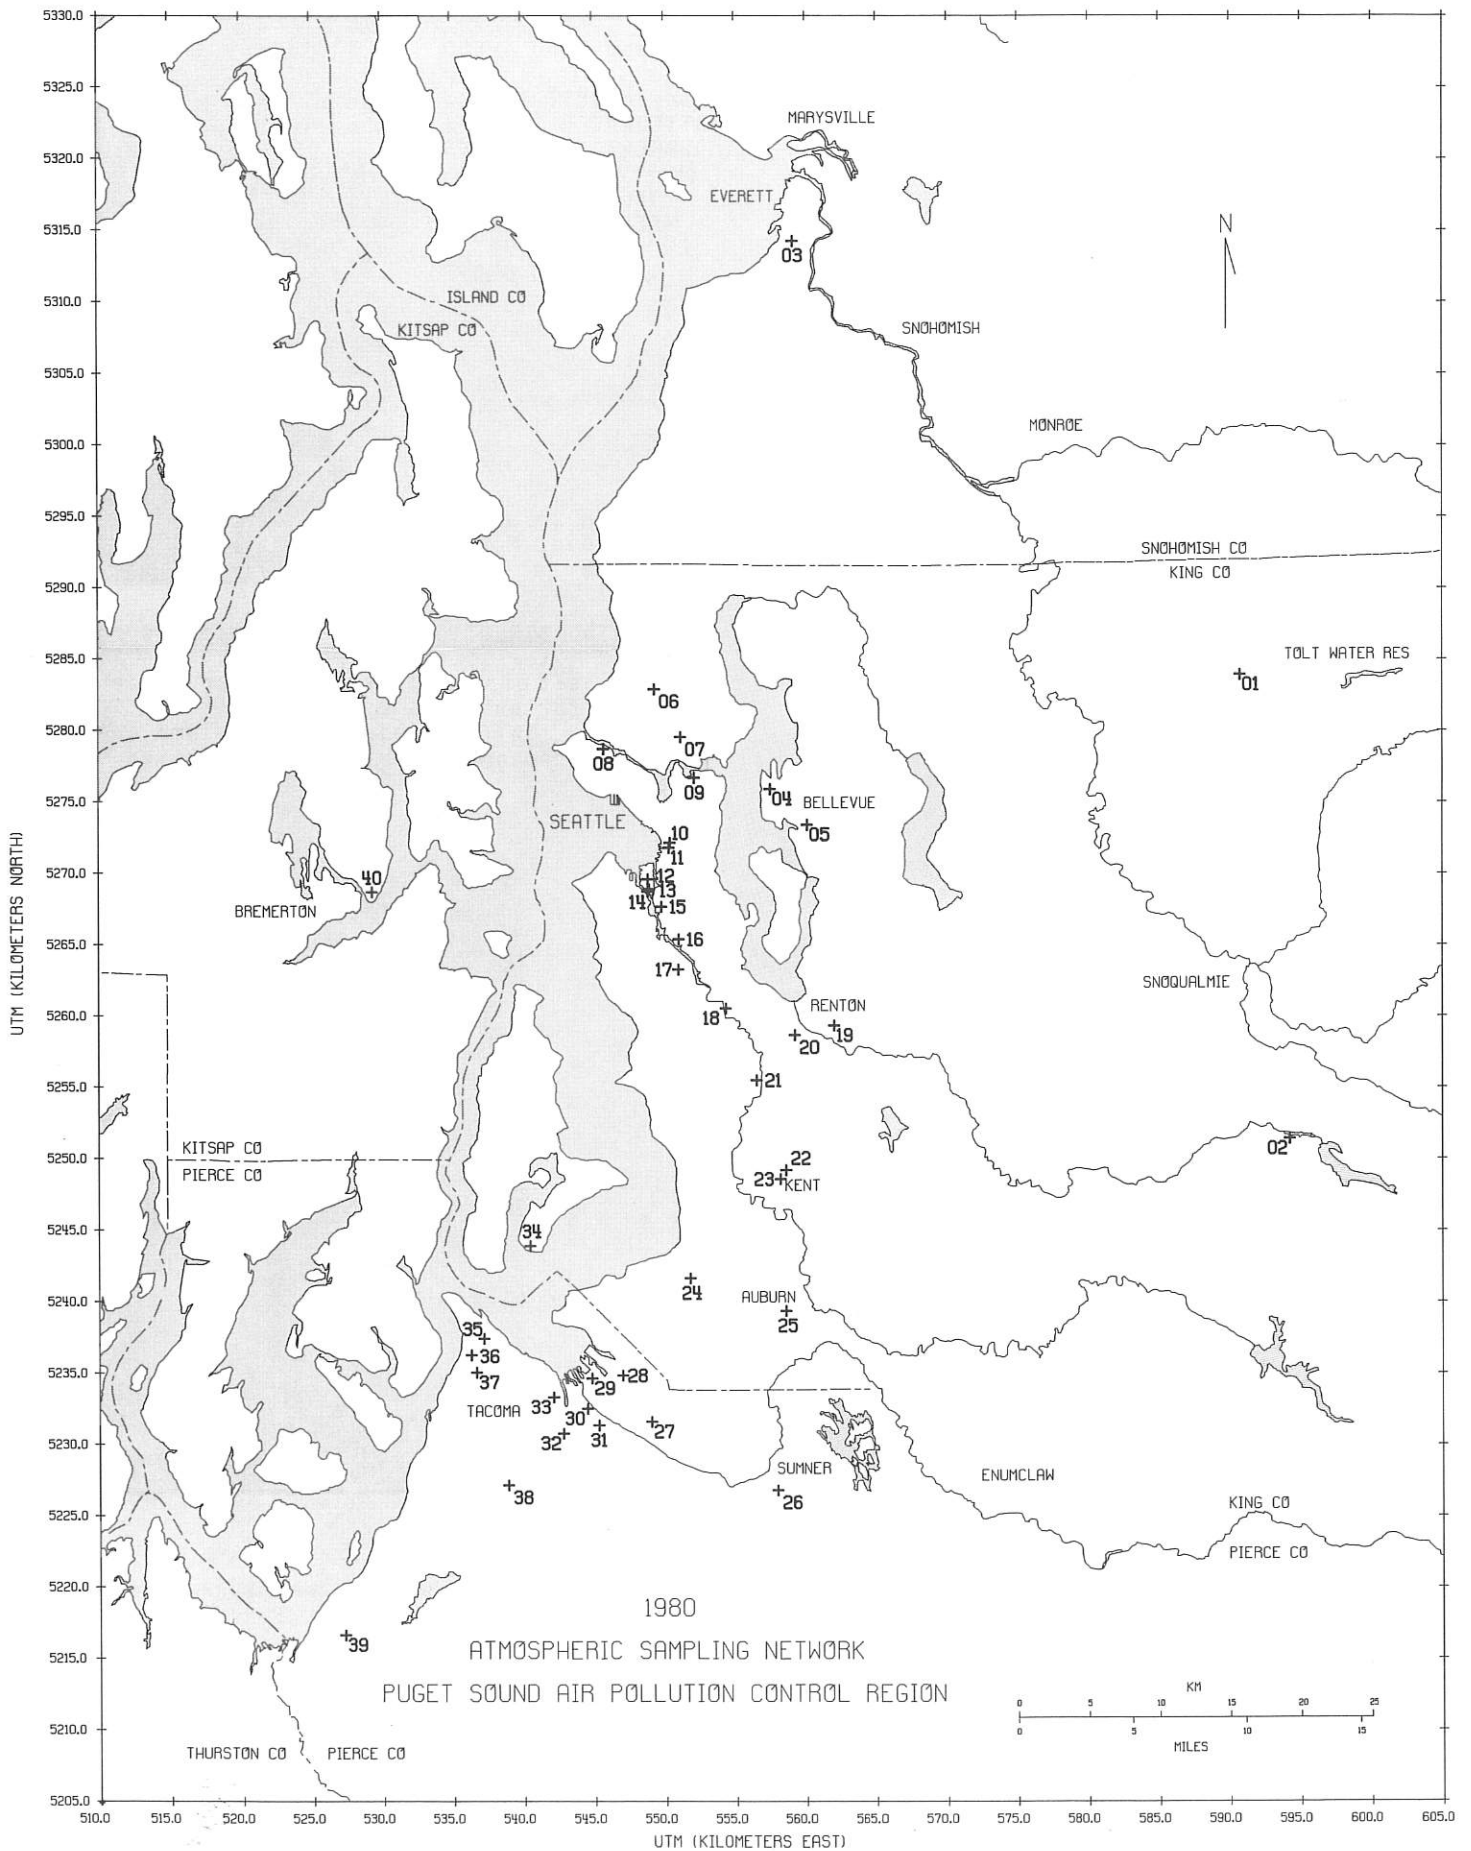 5330.0
5325.0
MARYSVILLE
5320.0
EVERETT
5315.0
N
03
5310.0
ISLAND CO
KITSAP CO
SNOHOMISH
5305.0
MONROE
5300.0
5295.0
SNOHOMISH CO
KING CO
5290.0
5285.0
TOLT WATER RES
01
06
5280.0
07
08
09
04
5275.0
BELLEVUE
SEATTLE
05
10
11
5270.0
40
12
13
14
15
BREMERTON
16
5265.0
17
SNOQUALMIE
RENTON
18
19
5260.0
20
21
5255.0
KITSAP CO
PIERCE CO
02
5250.0
22
23
KENT
5245.0
34
24
5240.0
AUBURN
25
35
36
37
5235.0
28
29
TACOMA
33
30
27
5230.0
32
31
SUMNER
ENUMCLAW
38
26
KING CO
5225.0
PIERCE CO
5220.0
1980
39
5215.0
ATMOSPHERIC SAMPLING NETWORK
PUGET SOUND AIR POLLUTION CONTROL REGION
KM
0 5 10 15 20 25
0 5 10 15
MILES
5210.0
THURSTON CO
PIERCE CO
5205.0
510.0 515.0 520.0 525.0 530.0 535.0 540.0 545.0 550.0 555.0 560.0 565.0 570.0 575.0 580.0 585.0 590.0 595.0 600.0 605.0
UTM (KILOMETERS EAST)
UTM (KILOMETERS NORTH)